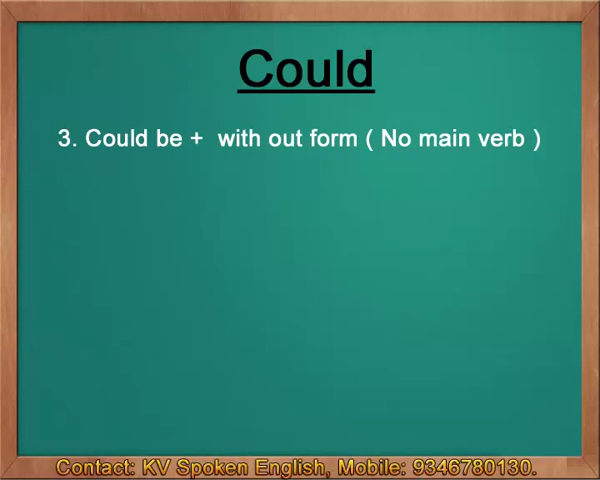 Could
3. Could be + with out form ( No main verb )
Contact: KV Spoken English, Mobile: 9346780130.